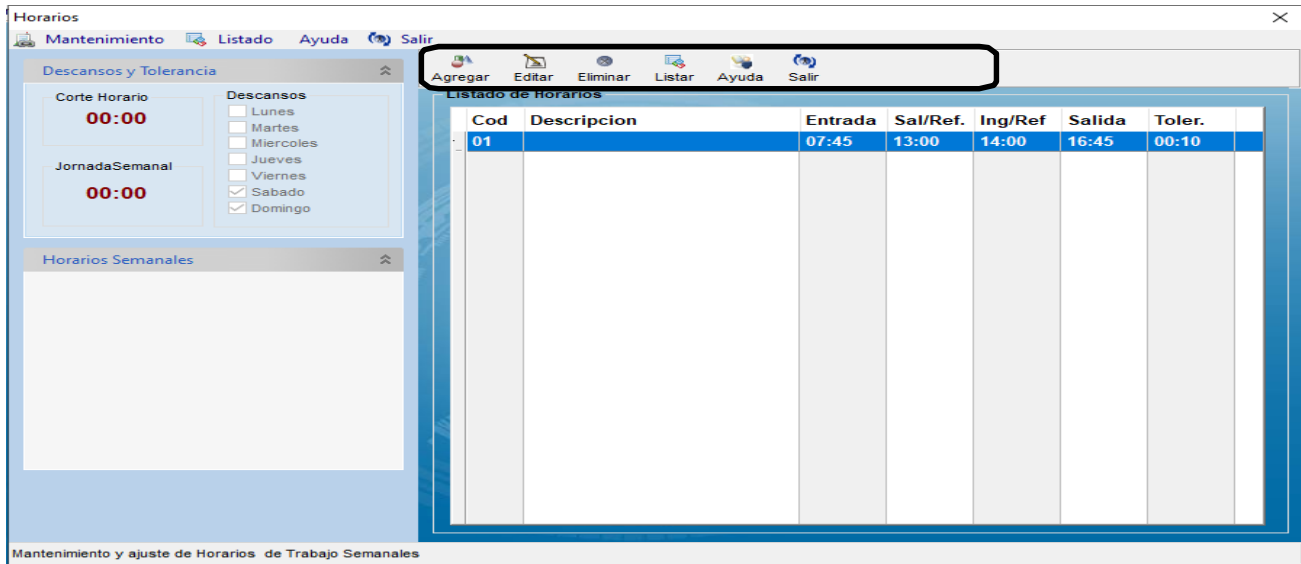 Horarios
Mantenimiento Listado Ayuda Salir
Agregar Editar Eliminar Listar Ayuda Salir
Descansos y Tolerancia
Corte Horario
00:00
JornadaSemanal
00:00
Descansos
Lunes
Martes
Miercoles
Jueves
Viernes
Sabado
Domingo
Horarios Semanales
Listado de Horarios
Cod Descripcion Entrada Sal/Ref. Ing/Ref Salida Toler.
01 07:45 13:00 14:00 16:45 00:10
Mantenimiento y ajuste de Horarios de Trabajo Semanales